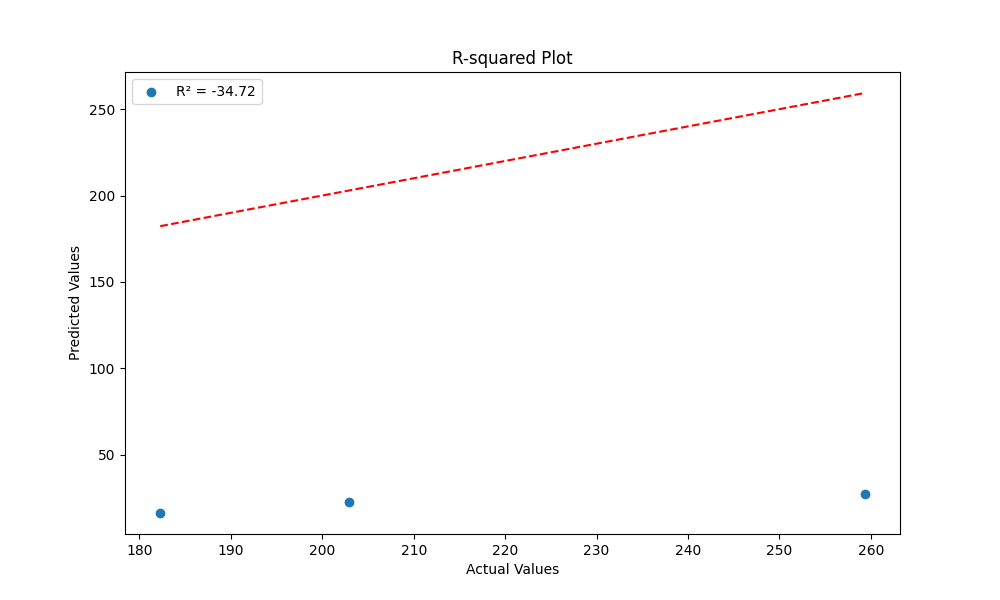 R-squared Plot
R² = -34.72
250
200
150
100
50
Predicted Values
180 190 200 210 220 230 240 250 260
Actual Values